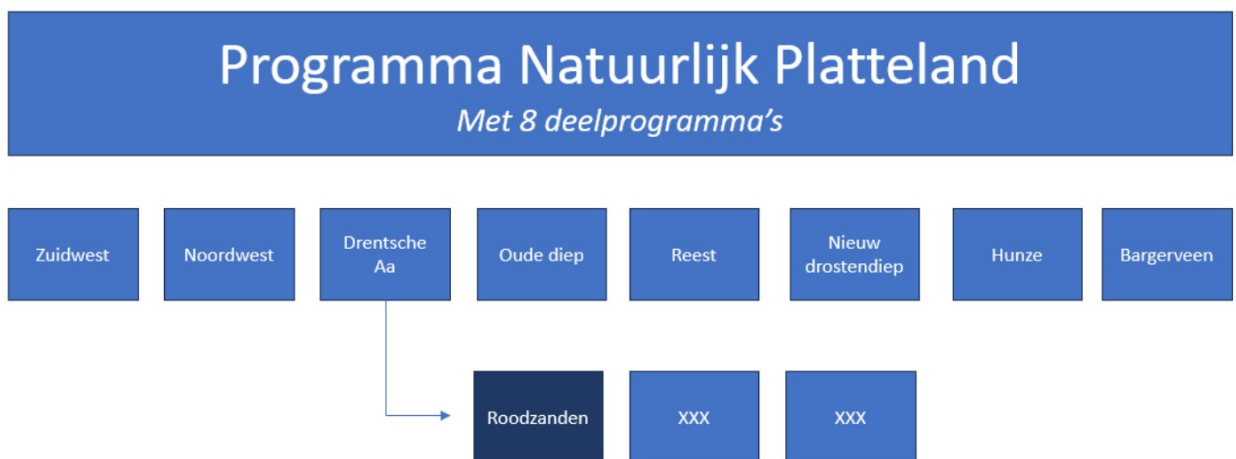 Programma Natuurlijk Platteland
Met 8 deelprogramma's
Zuidwest
Noordwest
Drentsche
Aa
Oude diep
Reest
Nieuw
drostendiep
Hunze
Bargerveen
Roodzanden
XXX
XXX